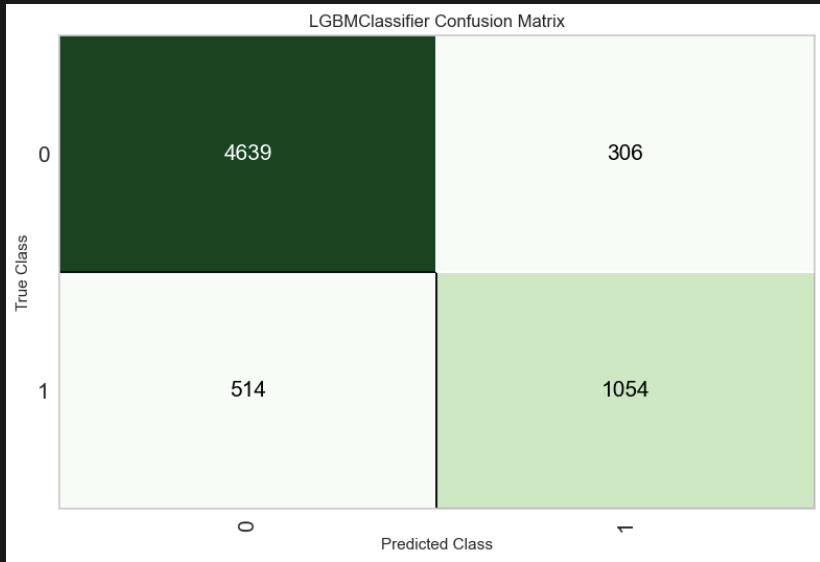 LGBMClassifier Confusion Matrix
True Class
0
4639
306
1
514
1054
0
1
Predicted Class